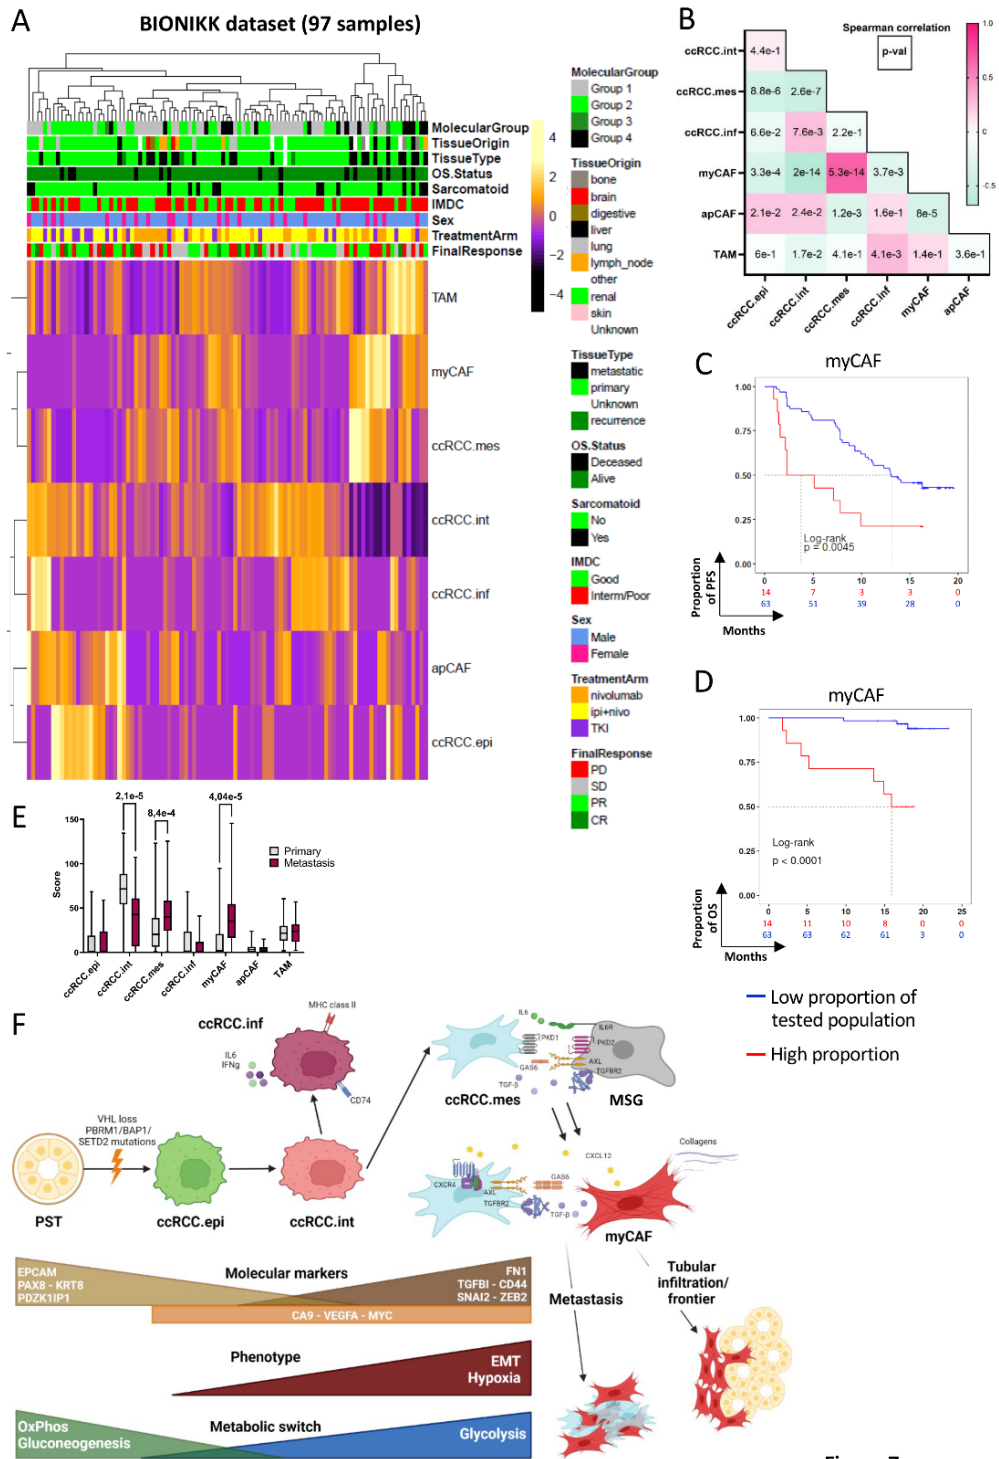 A
BIONIKK dataset (97 samples)
MolecularGroup
TissueOrigin
TissueType
OS.Status
Sarcomatoid
IMDC
Sex
TreatmentArm
FinalResponse
TAM
myCAF
ccRCC.mes
ccRCC.int
ccRCC.inf
apCAF
ccRCC.epi
4
2
0
−2
−4
MolecularGroup
Group 1
Group 2
Group 3
Group 4
TissueOrigin
bone
brain
digestive
liver
lung
lymph_node
other
renal
skin
Unknown
TissueType
metastatic
primary
Unknown
recurrence
OS.Status
Deceased
Alive
Sarcomatoid
No
Yes
IMDC
Good
Interm/Poor
Sex
Male
Female
TreatmentArm
nivolumab
ipi+nivo
TKI
FinalResponse
PD
SD
PR
CR
B
Spearman correlation
p-val
1.0
0.5
0
-0.5
ccRCC.int 4.4e-1
ccRCC.mes 8.8e-6 2.6e-7
ccRCC.inf 6.6e-2 7.6e-3 2.2e-1
myCAF 3.3e-4 2e-14 5.3e-14 3.7e-3
apCAF 2.1e-2 2.4e-2 1.2e-3 1.6e-1 8e-5
TAM 6e-1 1.7e-2 4.1e-1 4.1e-3 1.4e-1 3.6e-1
ccRCC.epi ccRCC.int ccRCC.mes ccRCC.inf myCAF apCAF
C
myCAF
1.00
0.75
0.50
0.25
0.00
Log-rank
p = 0.0045
0 5 10 15 20
14 7 3 3 0
63 51 39 28 0
Proportion
of PFS
Months
D
myCAF
1.00
0.75
0.50
0.25
0.00
Log-rank
p < 0.0001
0 5 10 15 20 25
14 11 10 8 0 0
63 63 62 61 3 0
Proportion
of OS
Months
Low proportion of
tested population
High proportion
E
2,1e-5
8,4e-4
4,04e-5
150
100
50
0
Score
Primary
Metastasis
ccRCC.epi ccRCC.int ccRCC.mes ccRCC.inf myCAF apCAF TAM
F
ccRCC.inf
MHC class II
IL6
IFNg
CD74
VHL loss
PBRM1/BAP1/
SETD2 mutations
PST
ccRCC.epi
ccRCC.int
IL6
IL6R
PKD1
PKD2
GAS6
AXL
TGFBR2
TGF-β
ccRCC.mes
MSG
CXCL12
Collagens
CXCR4
AXL
GAS6
TGFBR2
TGF-β
myCAF
Metastasis
Tubular
infiltration/
frontier
EPCAM
PAX8 - KRT8
PDZK1IP1
Molecular markers
FN1
TGFBI - CD44
SNAI2 - ZEB2
CA9 - VEGFA - MYC
Phenotype
EMT
Hypoxia
OxPhos
Gluconeogenesis
Metabolic switch
Glycolysis